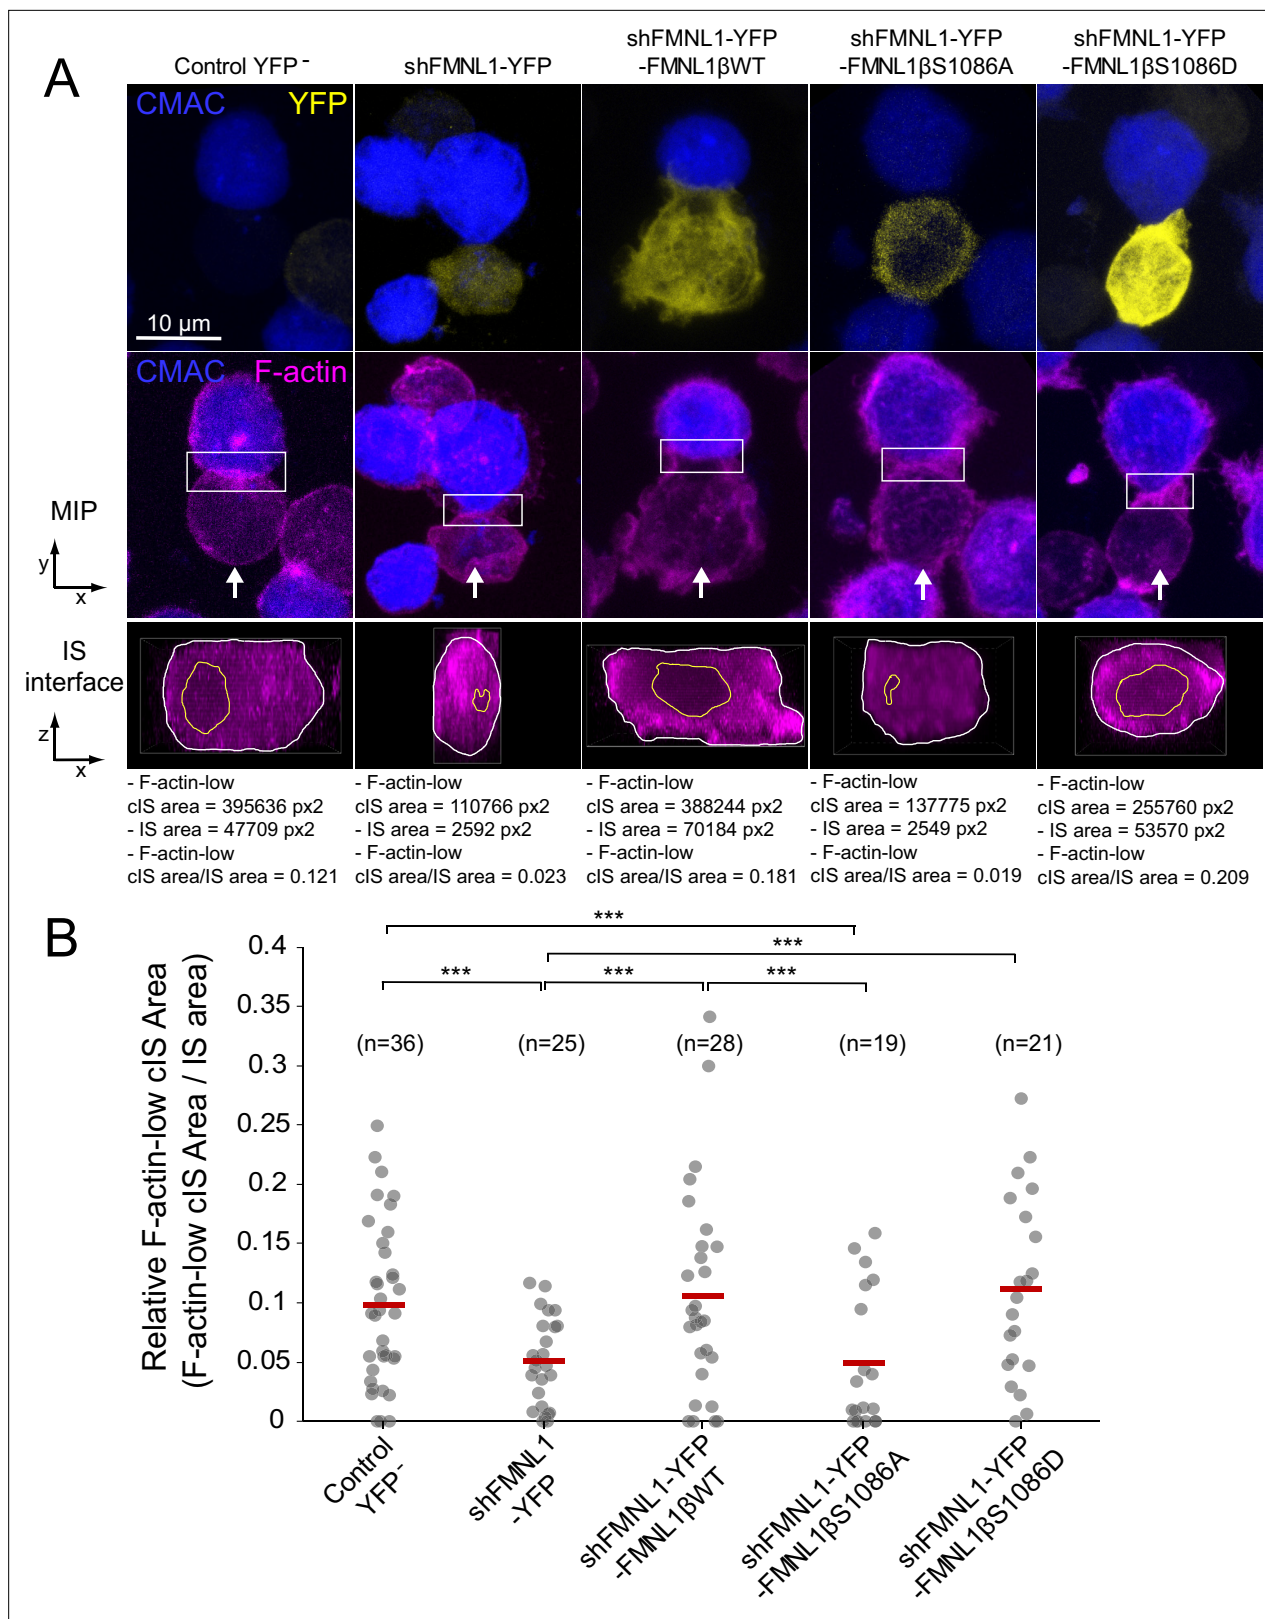 A
Control YFP-
shFMNL1-YFP
shFMNL1-YFP
-FMNL1βWT
shFMNL1-YFP
-FMNL1βS1086A
shFMNL1-YFP
-FMNL1βS1086D
CMAC YFP
10 µm
CMAC F-actin
MIP
y
x
IS
interface
z
x
- F-actin-low
cIS area = 395636 px2
- IS area = 47709 px2
- F-actin-low
cIS area/IS area = 0.121
- F-actin-low
cIS area = 110766 px2
- IS area = 2592 px2
- F-actin-low
cIS area/IS area = 0.023
- F-actin-low
cIS area = 388244 px2
- IS area = 70184 px2
- F-actin-low
cIS area/IS area = 0.181
- F-actin-low
cIS area = 137775 px2
- IS area = 2549 px2
- F-actin-low
cIS area/IS area = 0.019
- F-actin-low
cIS area = 255760 px2
- IS area = 53570 px2
- F-actin-low
cIS area/IS area = 0.209
B
Relative F-actin-low cIS Area
(F-actin-low cIS Area / IS area)
0.4
0.35
0.3
0.25
0.2
0.15
0.1
0.05
0
***
***
*** *** ***
(n=36) (n=25) (n=28) (n=19) (n=21)
Control
YFP-
shFMNL1
-YFP
shFMNL1-YFP
-FMNL1βWT
shFMNL1-YFP
-FMNL1βS1086A
shFMNL1-YFP
-FMNL1βS1086D